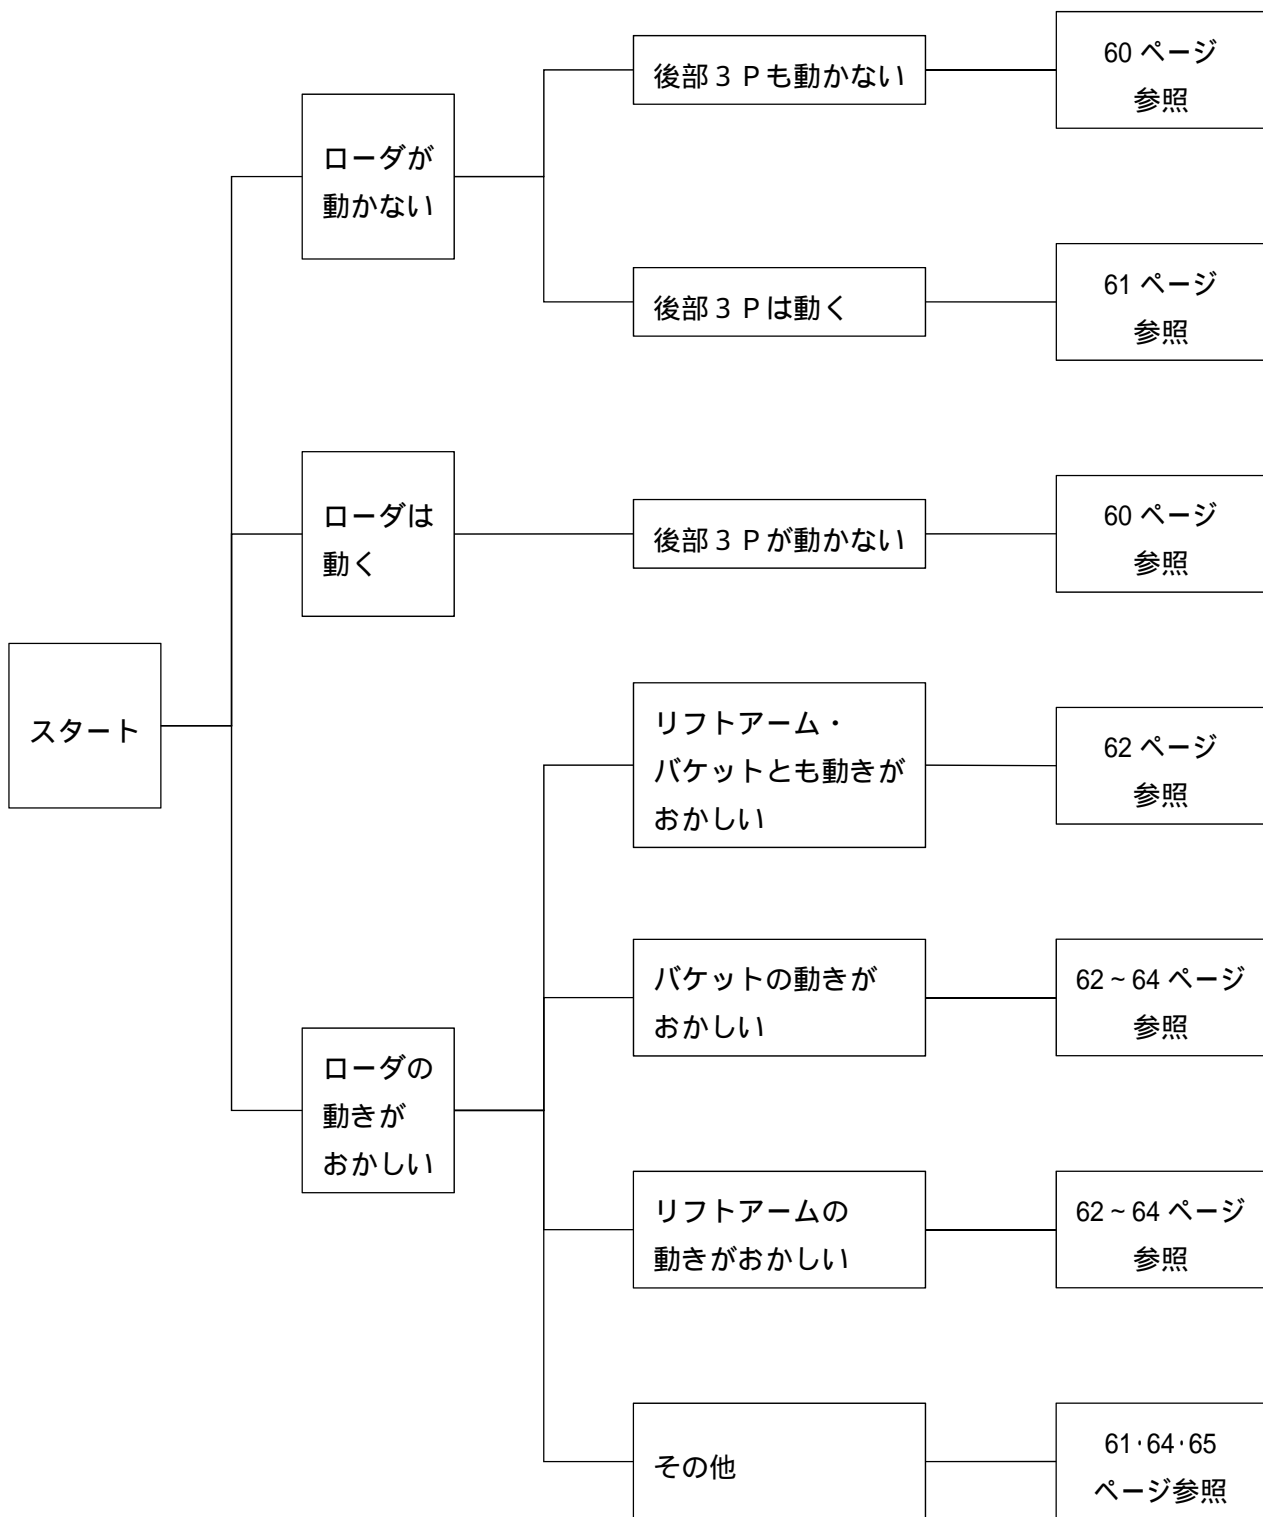 後部３Ｐも動かない
60 ページ
参照
ローダが
動かない
後部３Ｐは動く
61 ページ
参照
ローダは
動く
後部３Ｐが動かない
60 ページ
参照
スタート
リフトアーム・
バケットとも動きが
おかしい
62 ページ
参照
バケットの動きが
おかしい
62～64 ページ
参照
ローダの
動きが
おかしい
リフトアームの
動きがおかしい
62～64 ページ
参照
その他
61･64･65
ページ参照